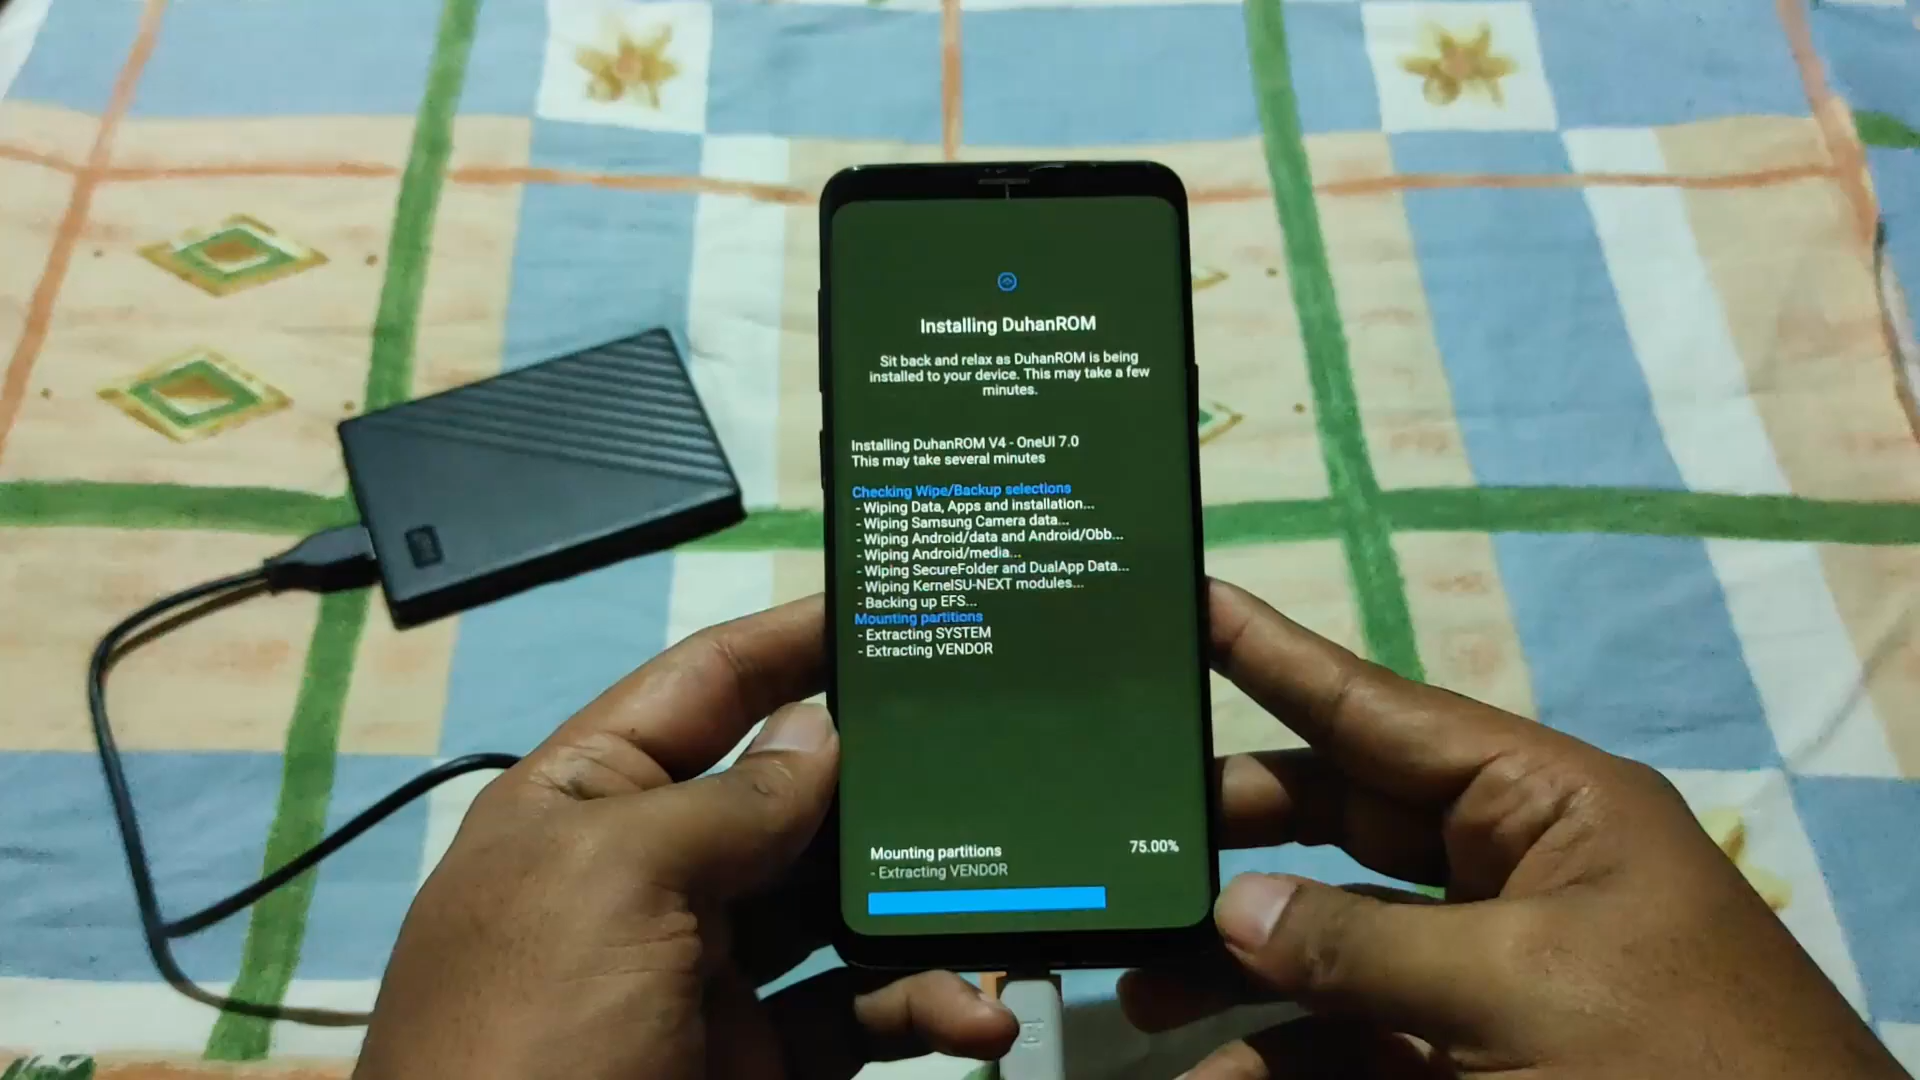 Installing DuhanROM
Sit back and relax as DuhanROM is being
installed to your device. This may take a few
minutes.
Installing DuhanROM V4 - OneUI 7.0
This may take several minutes
Checking Wipe/Backup selections
- Wiping Data, Apps and installation...
- Wiping Samsung Camera data...
- Wiping Android/data and Android/Obb...
- Wiping Android/media...
- Wiping SecureFolder and DualApp Data...
- Wiping KernelSU-NEXT modules...
- Backing up EFS...
Mounting partitions
- Extracting SYSTEM
- Extracting VENDOR
Mounting partitions 75.00%
- Extracting VENDOR